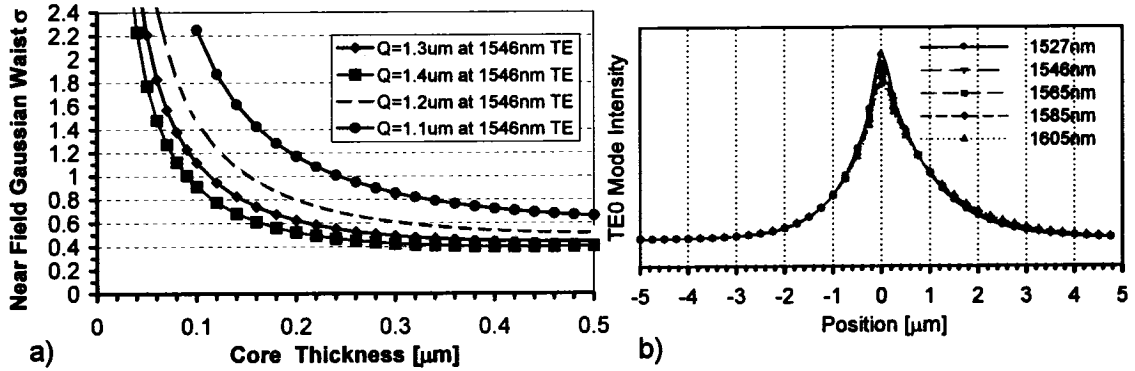 Near Field Gaussian Waist σ
2.4
2.2
2
1.8
1.6
1.4
1.2
1
0.8
0.6
0.4
0.2
0
0 0.1 0.2 0.3 0.4 0.5
Core Thickness [μm]
Q=1.3um at 1546nm TE
Q=1.4um at 1546nm TE
Q=1.2um at 1546nm TE
Q=1.1um at 1546nm TE
a)
TE0 Mode Intensity
1527nm
1546nm
1565nm
1585nm
1605nm
-5 -4 -3 -2 -1 0 1 2 3 4 5
Position [μm]
b)